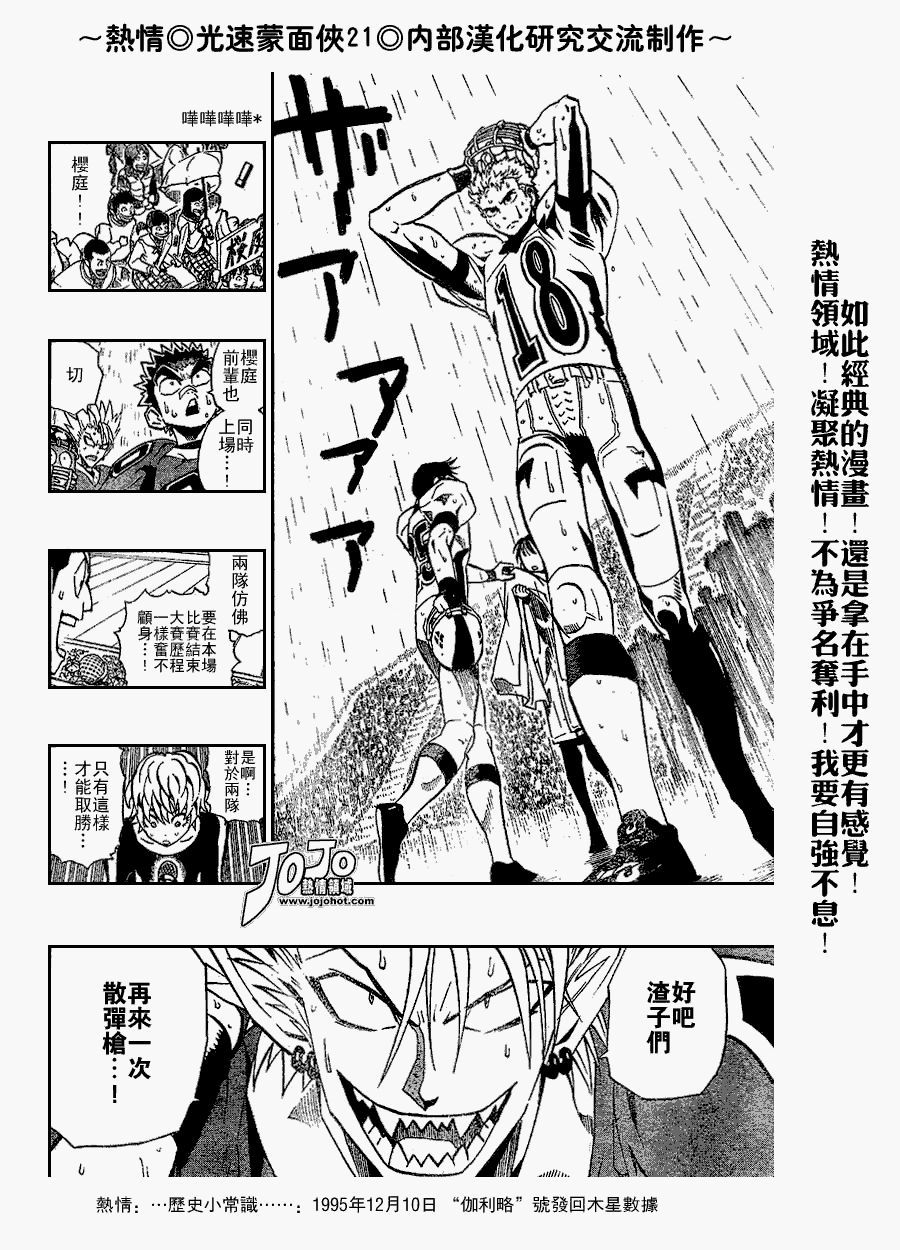 ～熱情◎光速蒙面俠21◎内部漢化研究交流制作～
嘩嘩嘩嘩*
ザァァ
アアァ
如此經典的漫畫！還是拿在手中才更有感覺！
熱情領域！凝聚熱情！不為爭名奪利！我要自強不息！
櫻庭！！
櫻庭
前輩也
同時
上場…！
切
兩隊仿佛
要在本場
比賽結束
大賽歷程
一樣奮不
顧身…！
是啊…
對於兩隊
只有這樣
才能取勝…
…！
JOJO
熱情領域
www.jojohot.com
好吧
渣子們
再來一次
散彈槍…！
熱情：…歷史小常識……：1995年12月10日 “伽利略”號發回木星數據